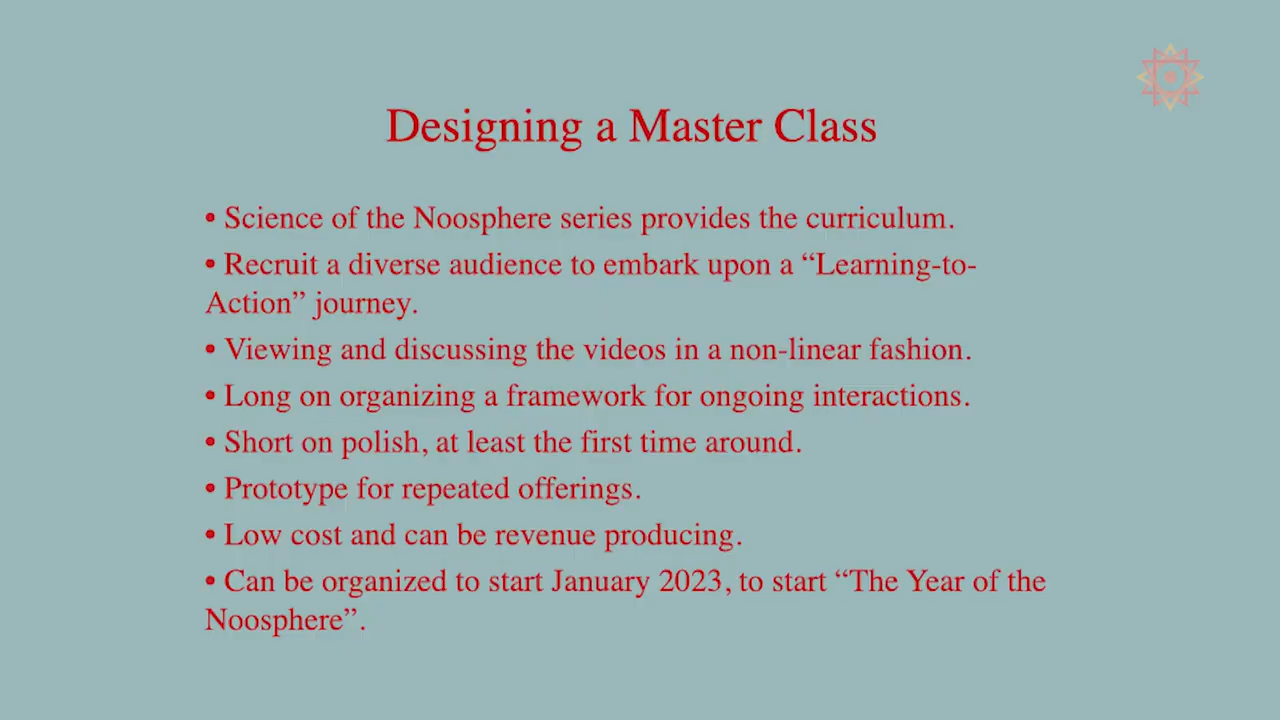 Designing a Master Class
• Science of the Noosphere series provides the curriculum.
• Recruit a diverse audience to embark upon a “Learning-to-
Action” journey.
• Viewing and discussing the videos in a non-linear fashion.
• Long on organizing a framework for ongoing interactions.
• Short on polish, at least the first time around.
• Prototype for repeated offerings.
• Low cost and can be revenue producing.
• Can be organized to start January 2023, to start “The Year of the
Noosphere”.